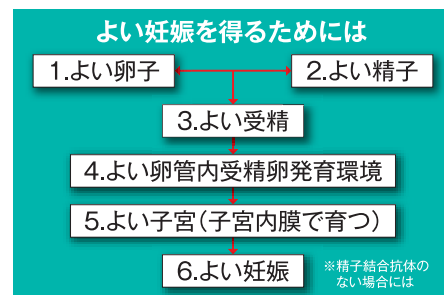 よい妊娠を得るためには
1.よい卵子
2.よい精子
3.よい受精
4.よい卵管内受精卵発育環境
5.よい子宮(子宮内膜で育つ)
6.よい妊娠
※精子結合抗体の
ない場合には